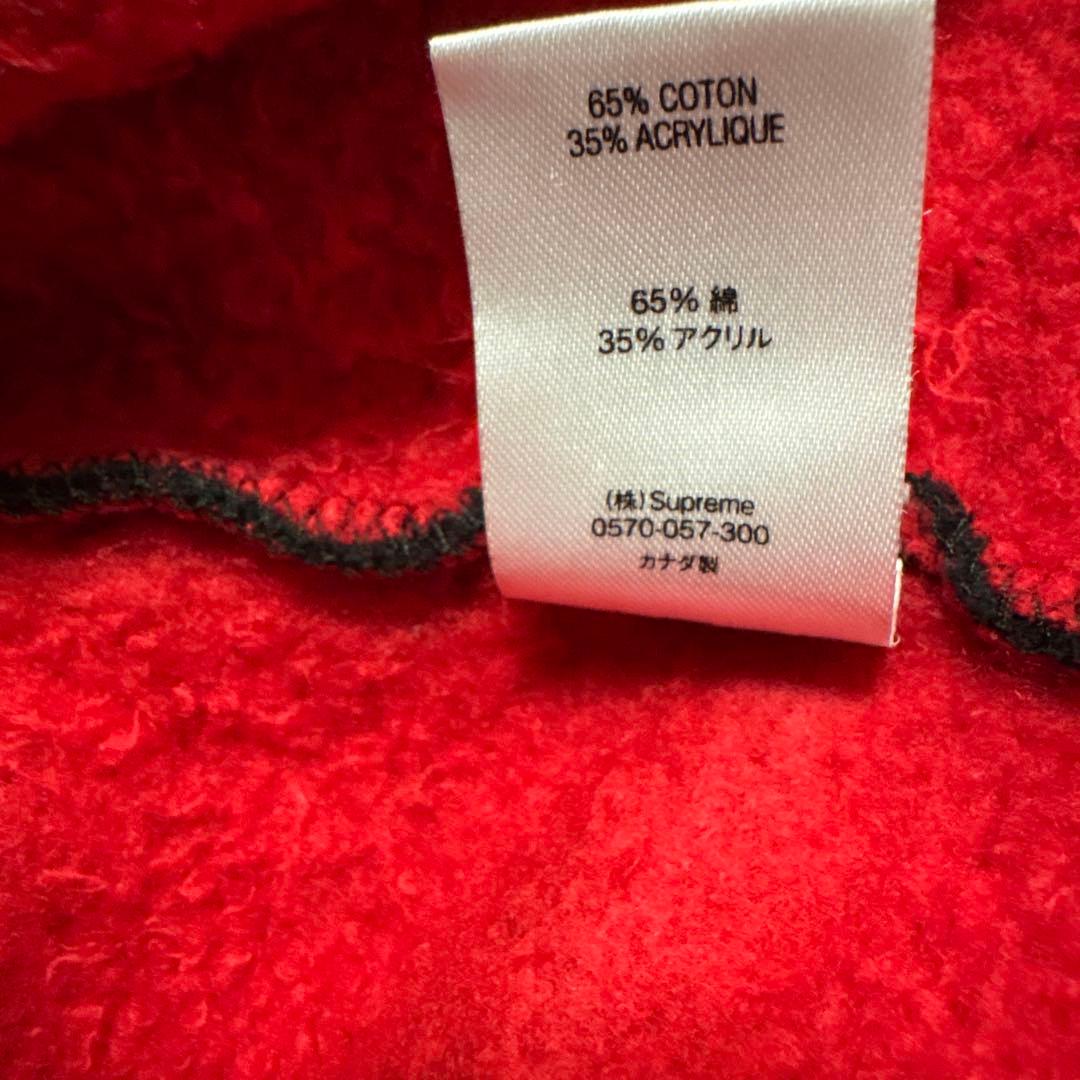 65% COTON
35% ACRYLIQUE
65% 綿
35% アクリル
(株)Supreme
0570-057-300
カナダ製